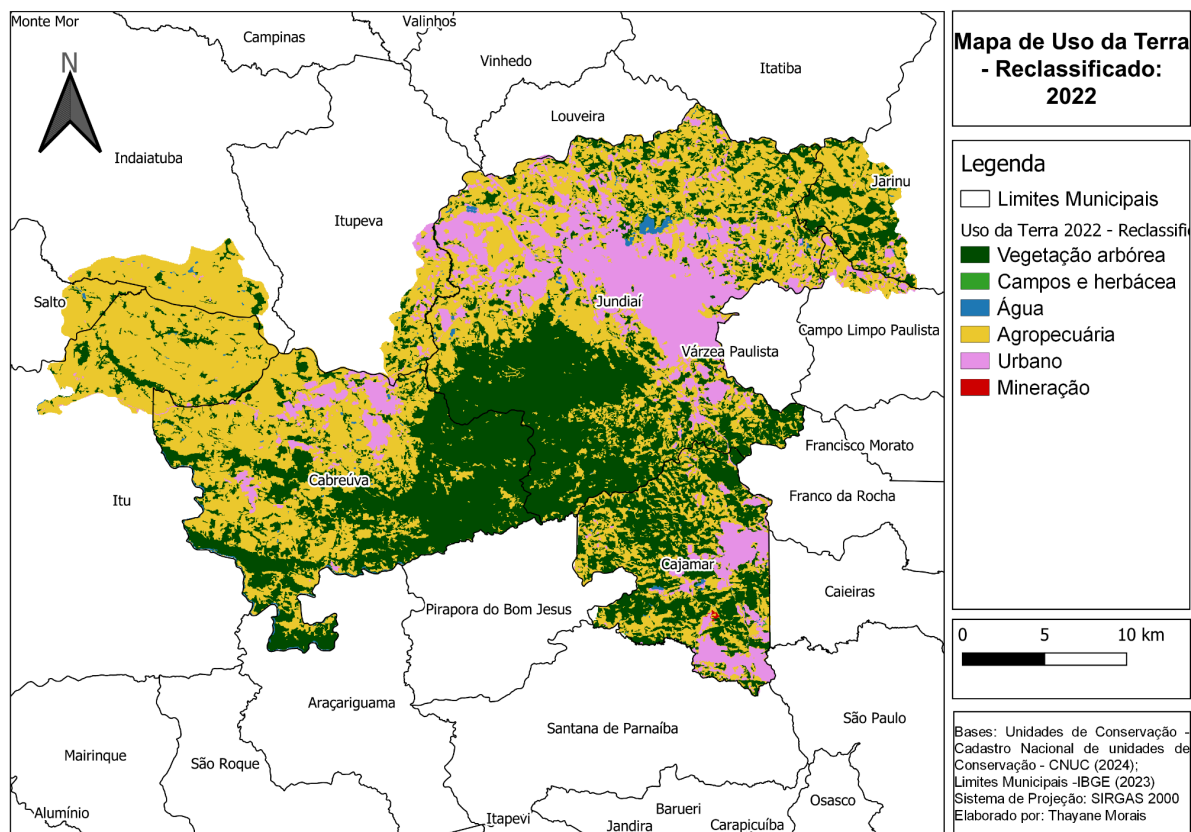 Monte Mor
Valinhos
Campinas
Vinhedo
Itatiba
N
Louveira
Indaiatuba
Jarinu
Itupeva
Salto
Jundiaí
Campo Limpo Paulista
Várzea Paulista
Francisco Morato
Cabreúva
Itu
Franco da Rocha
Cajamar
Caieiras
Pirapora do Bom Jesus
Araçariguama
São Paulo
Santana de Parnaíba
Mairinque
São Roque
Osasco
Barueri
Alumínio
Itapevi
Jandira
Carapicuíba
Mapa de Uso da Terra
- Reclassificado:
2022
Legenda
Limites Municipais
Uso da Terra 2022 - Reclassifi
Vegetação arbórea
Campos e herbácea
Água
Agropecuária
Urbano
Mineração
0 5 10 km
Bases: Unidades de Conservação -
Cadastro Nacional de unidades de
Conservação - CNUC (2024);
Limites Municipais -IBGE (2023)
Sistema de Projeção: SIRGAS 2000
Elaborado por: Thayane Morais